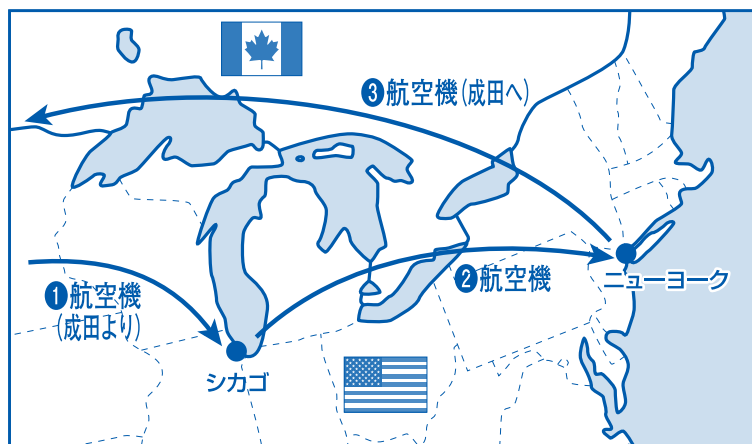 ❸航空機(成田へ)
❶航空機
(成田より)
❷航空機
ニューヨーク
シカゴ